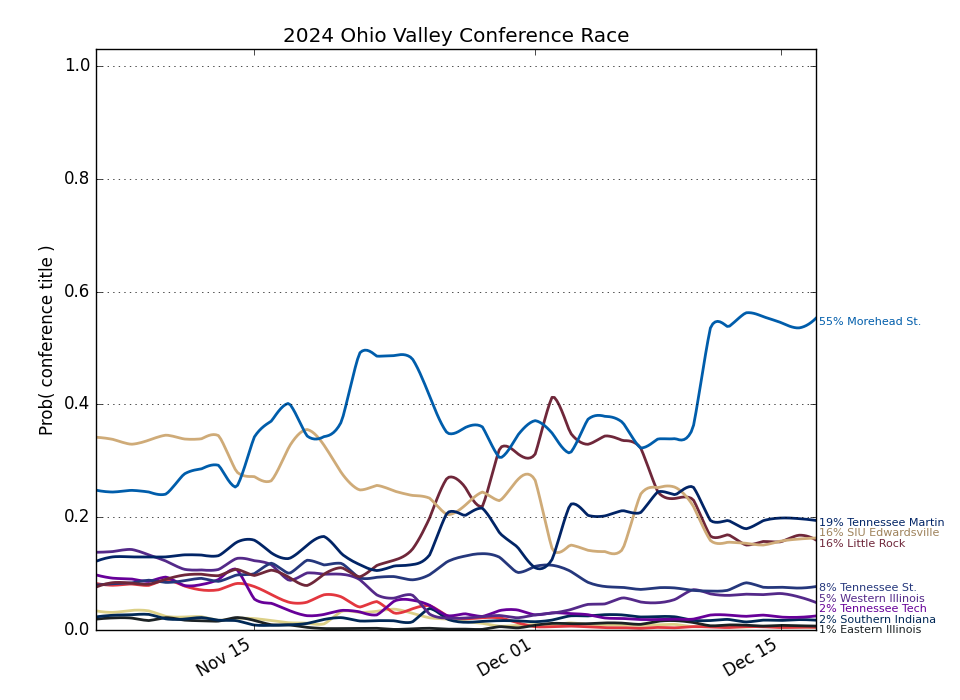 2024 Ohio Valley Conference Race
Prob( conference title )
1.0
0.8
0.6
0.4
0.2
0.0
Nov 15
Dec 01
Dec 15
55% Morehead St.
19% Tennessee Martin
16% SIU Edwardsville
16% Little Rock
8% Tennessee St.
5% Western Illinois
2% Tennessee Tech
2% Southern Indiana
1% Eastern Illinois